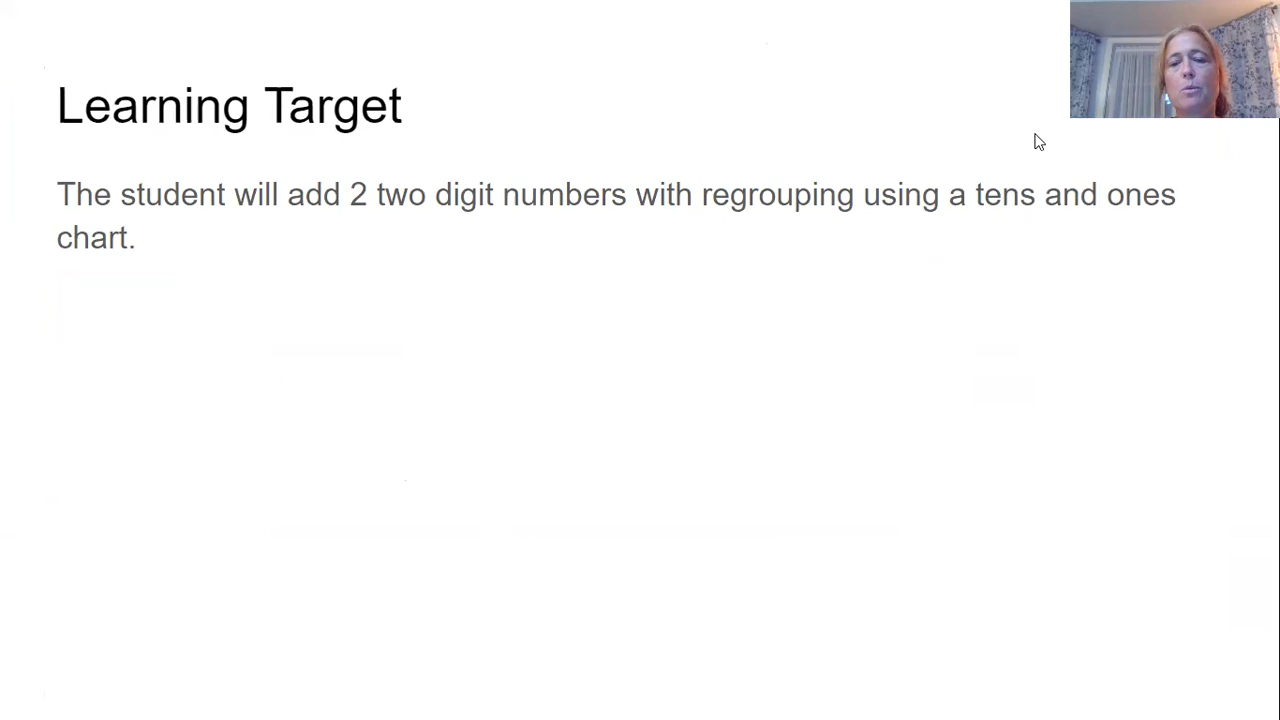 Learning Target
The student will add 2 two digit numbers with regrouping using a tens and ones
chart.